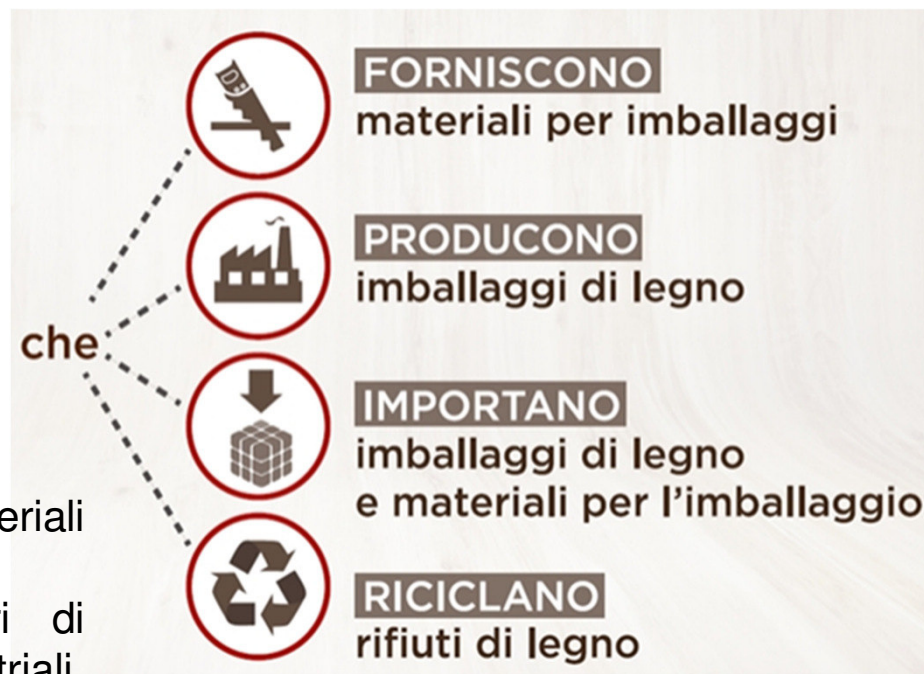 FORNISCONO
materiali per imballaggi
PRODUCONO
imballaggi di legno
che
IMPORTANO
imballaggi di legno
e materiali per l'imballaggio
RICICLANO
rifiuti di legno
di